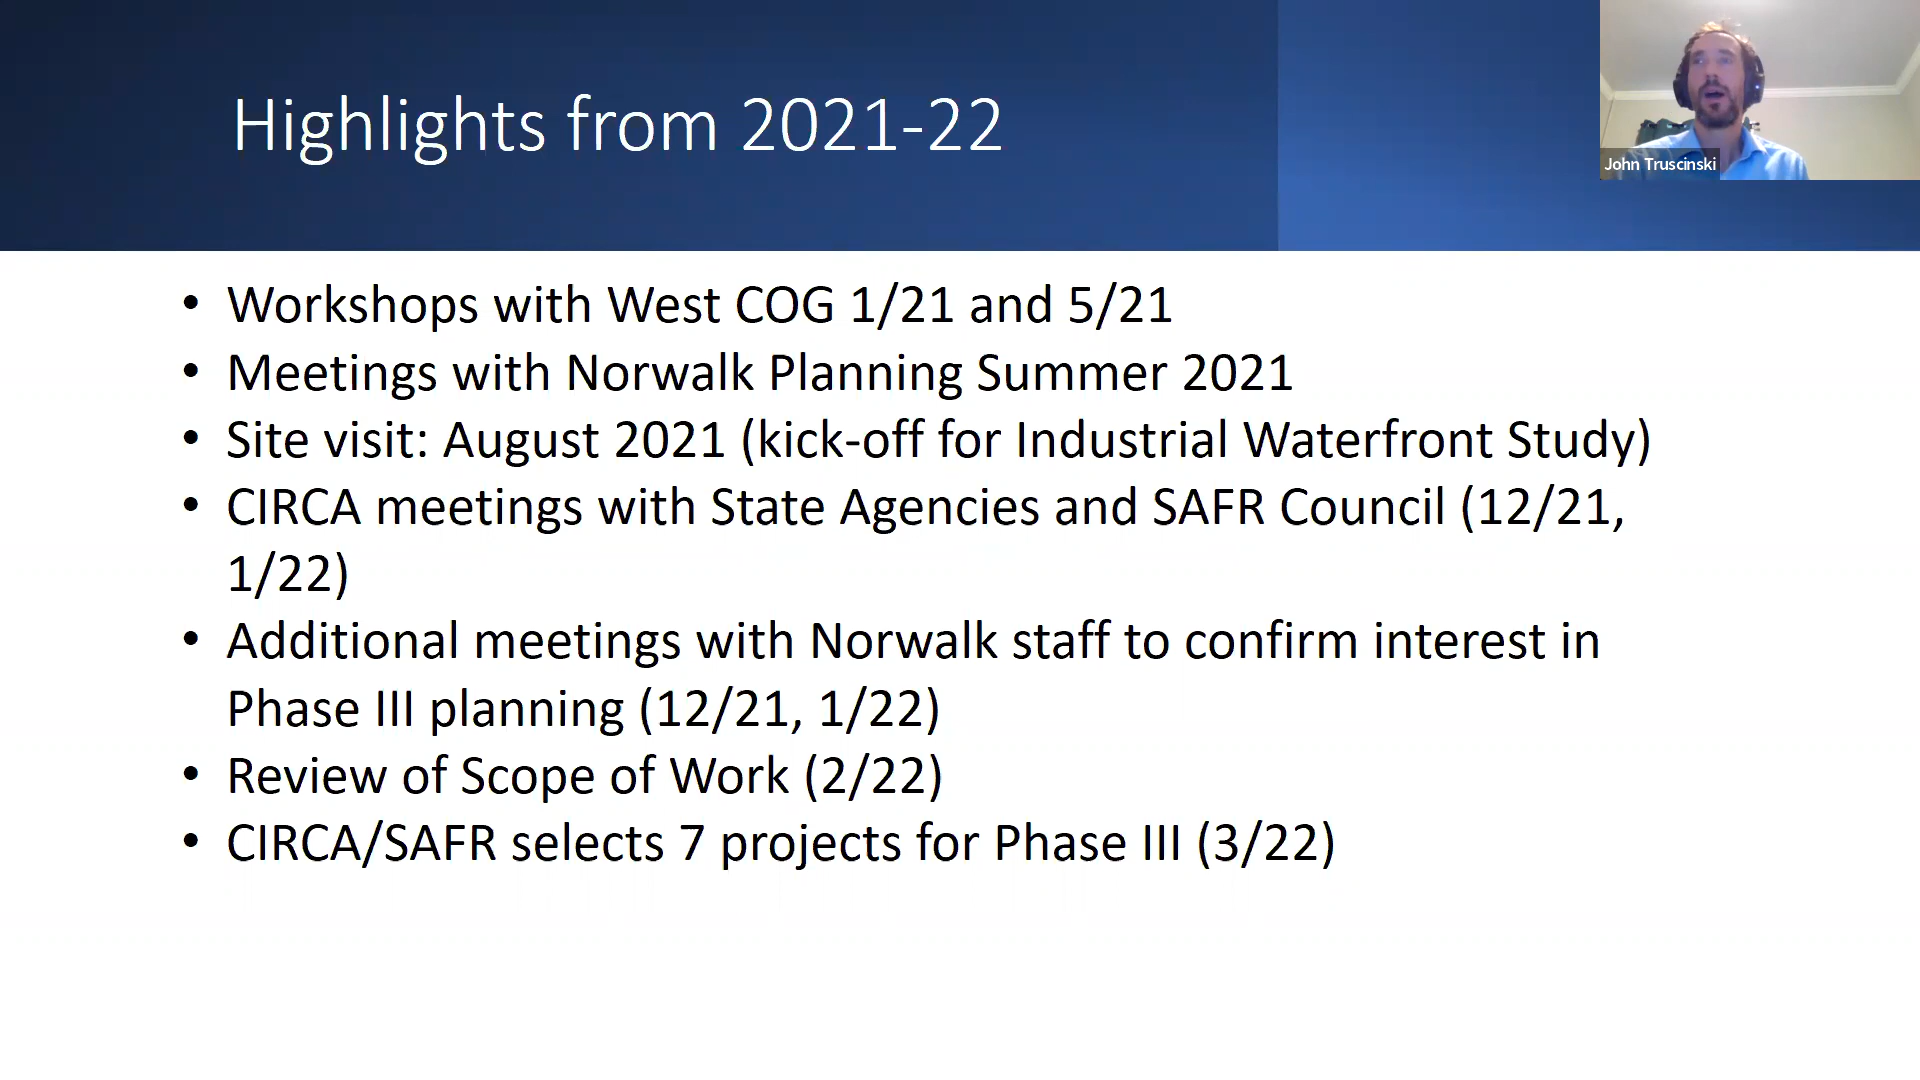 Highlights from 2021-22
John Truscinski
• Workshops with West COG 1/21 and 5/21
• Meetings with Norwalk Planning Summer 2021
• Site visit: August 2021 (kick-off for Industrial Waterfront Study)
• CIRCA meetings with State Agencies and SAFR Council (12/21,
1/22)
• Additional meetings with Norwalk staff to confirm interest in
Phase III planning (12/21, 1/22)
• Review of Scope of Work (2/22)
• CIRCA/SAFR selects 7 projects for Phase III (3/22)